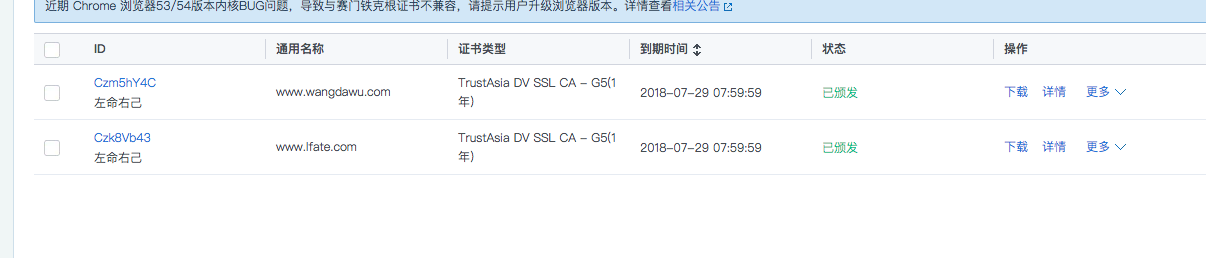 近期 Chrome 浏览器53/54版本内核BUG问题，导致与赛门铁克根证书不兼容，请提示用户升级浏览器版本。详情查看相关公告
ID 通用名称 证书类型 到期时间 状态 操作
Czm5hY4C
左命右己
www.wangdawu.com
TrustAsia DV SSL CA - G5(1
年)
2018-07-29 07:59:59
已颁发
下载 详情 更多
Czk8Vb43
左命右己
www.lfate.com
TrustAsia DV SSL CA - G5(1
年)
2018-07-29 07:59:59
已颁发
下载 详情 更多